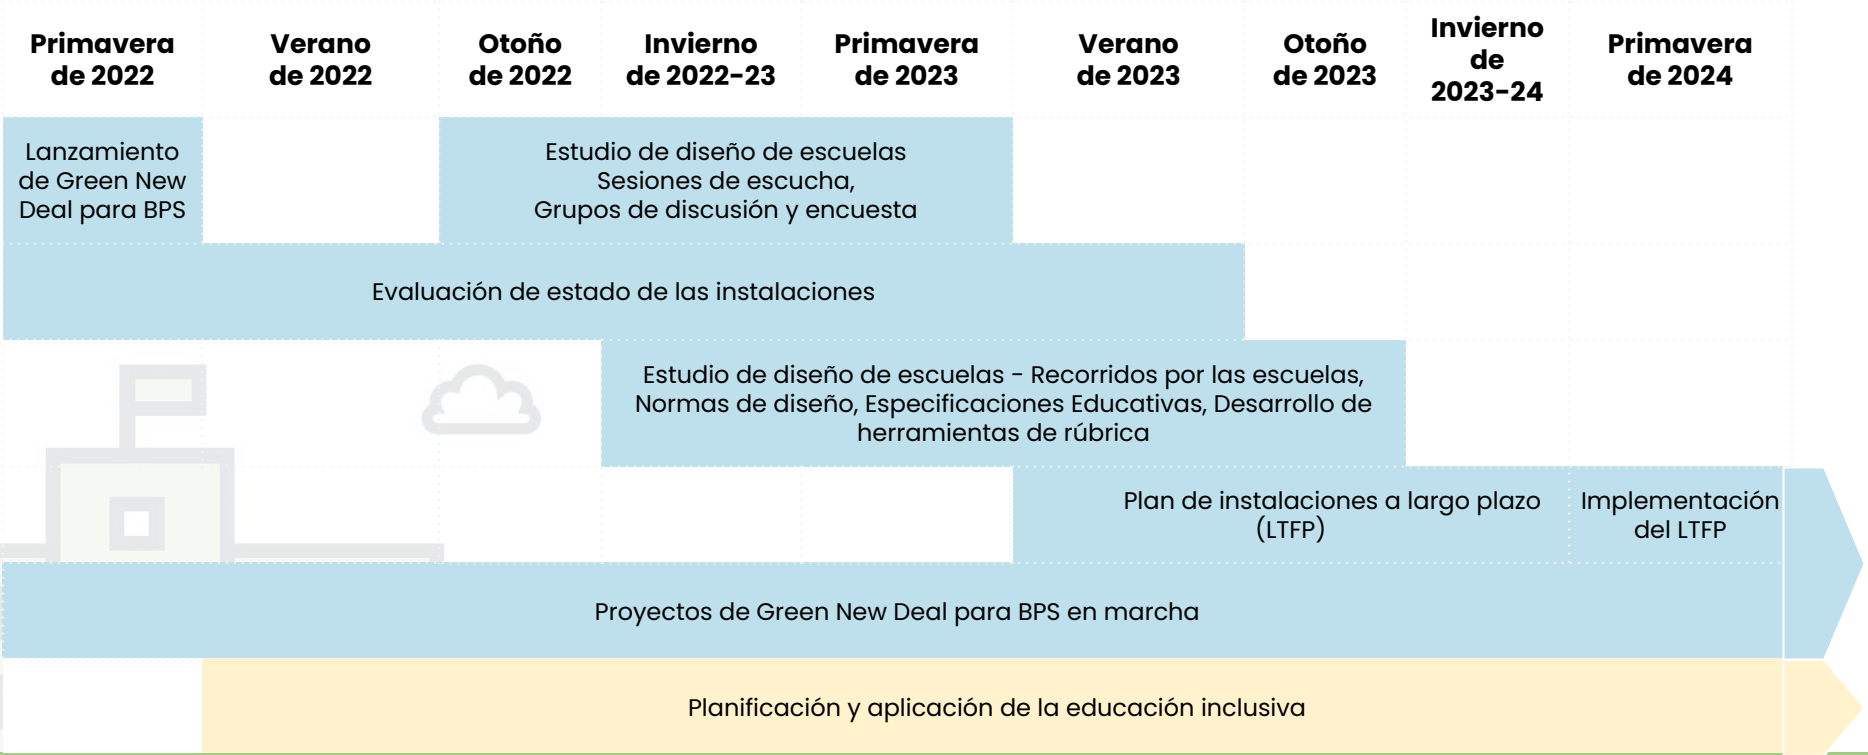 Primavera
de 2022
Verano
de 2022
Otoño
de 2022
Invierno
de 2022-23
Primavera
de 2023
Verano
de 2023
Otoño
de 2023
Invierno
de
2023-24
Primavera
de 2024
Lanzamiento
de Green New
Deal para BPS
Estudio de diseño de escuelas
Sesiones de escucha,
Grupos de discusión y encuesta
Evaluación de estado de las instalaciones
Estudio de diseño de escuelas - Recorridos por las escuelas,
Normas de diseño, Especificaciones Educativas, Desarrollo de
herramientas de rúbrica
Plan de instalaciones a largo plazo
(LTFP)
Implementación
del LTFP
Proyectos de Green New Deal para BPS en marcha
Planificación y aplicación de la educación inclusiva